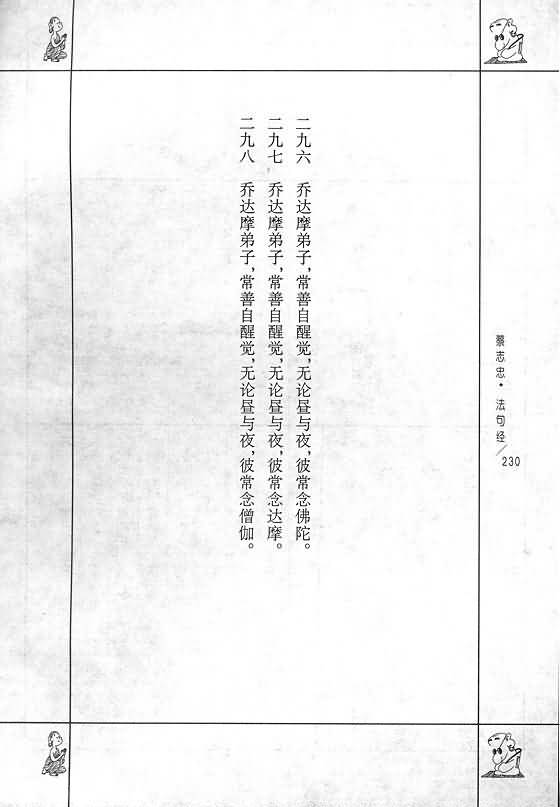 二九六　乔达摩弟子，常善自醒觉，无论昼与夜，彼常念佛陀。
二九七　乔达摩弟子，常善自醒觉，无论昼与夜，彼常念达摩。
二九八　乔达摩弟子，常善自醒觉，无论昼与夜，彼常念僧伽。
蔡志忠·法句经／230